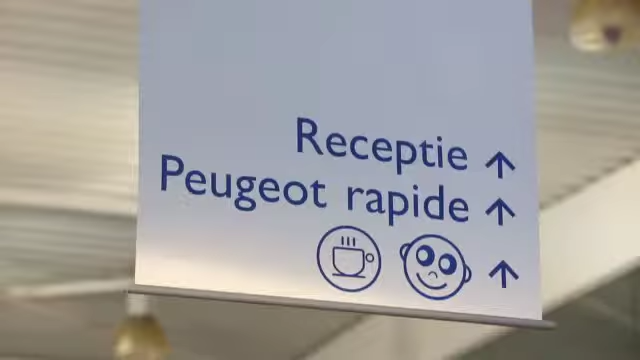 Receptie ↑
Peugeot rapide ↑
↑